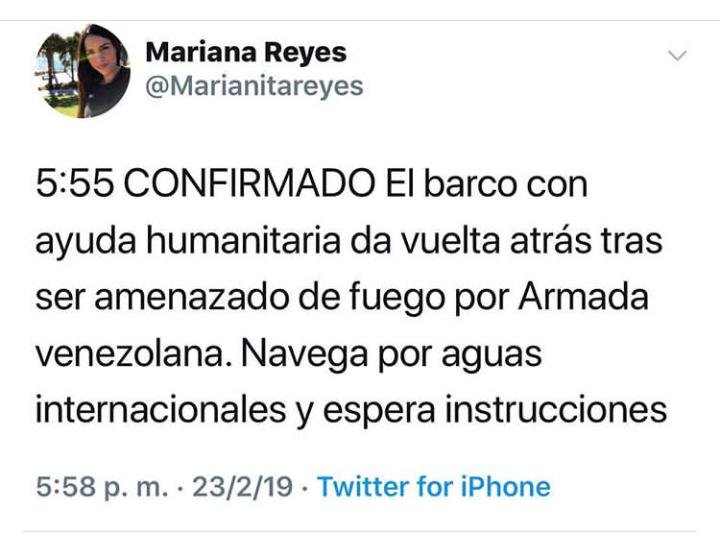 Mariana Reyes
@Marianitareyes
5:55 CONFIRMADO El barco con
ayuda humanitaria da vuelta atrás tras
ser amenazado de fuego por Armada
venezolana. Navega por aguas
internacionales y espera instrucciones
5:58 p. m. · 23/2/19 · Twitter for iPhone